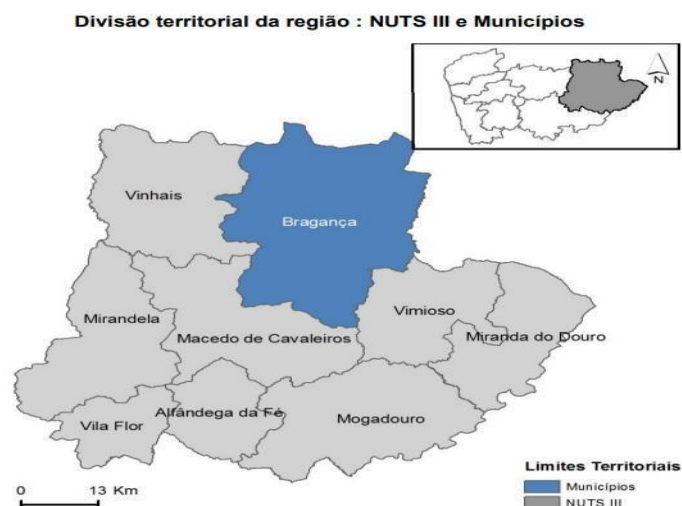 Divisão territorial da região : NUTS III e Municípios
N
Vinhais
Bragança
Mirandela
Vimioso
Macedo de Cavaleiros
Miranda do Douro
Alfândega da Fé
Mogadouro
Vila Flor
Limites Territoriais
0 13 Km
Municípios
NUTS III